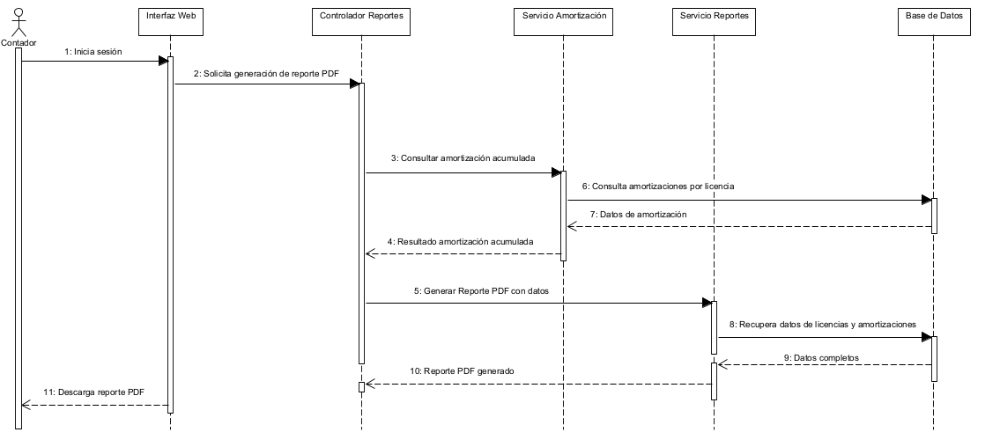 Contador
Interfaz Web
Controlador Reportes
Servicio Amortización
Servicio Reportes
Base de Datos
1: Inicia sesión
2: Solicita generación de reporte PDF
3: Consultar amortización acumulada
6: Consulta amortizaciones por licencia
7: Datos de amortización
4: Resultado amortización acumulada
5: Generar Reporte PDF con datos
8: Recupera datos de licencias y amortizaciones
9: Datos completos
10: Reporte PDF generado
11: Descarga reporte PDF